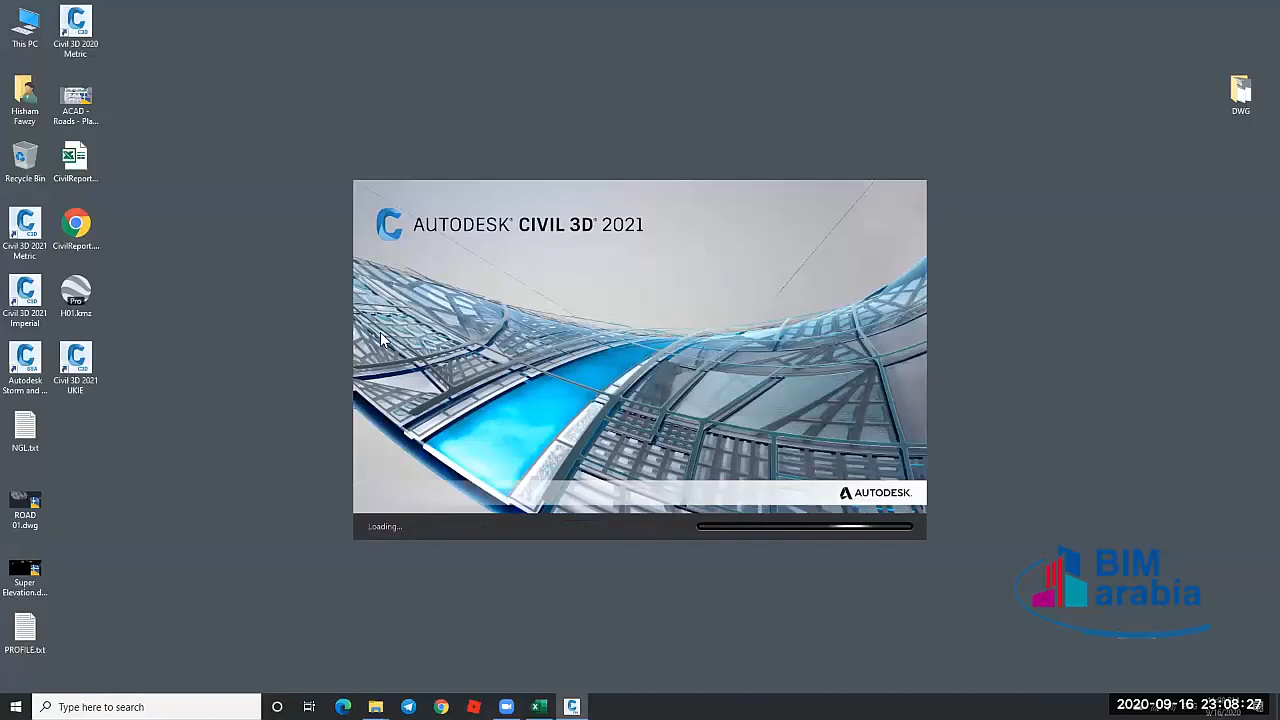 This PC
Civil 3D 2020
Metric
Hisham
Fawzy
ACAD -
Roads - Pla...
DWG
Recycle Bin
CivilReport...
AUTODESK® CIVIL 3D® 2021
Civil 3D 2021
Metric
CivilReport....
Pro
Civil 3D 2021
Imperial
H01.kmz
Autodesk
Storm and ...
Civil 3D 2021
UKIE
NGL.txt
AUTODESK.
ROAD
01.dwg
Loading...
Super
Elevation.d...
BIM
arabia
PROFILE.txt
Type here to search
2020-09-16 23:08:27